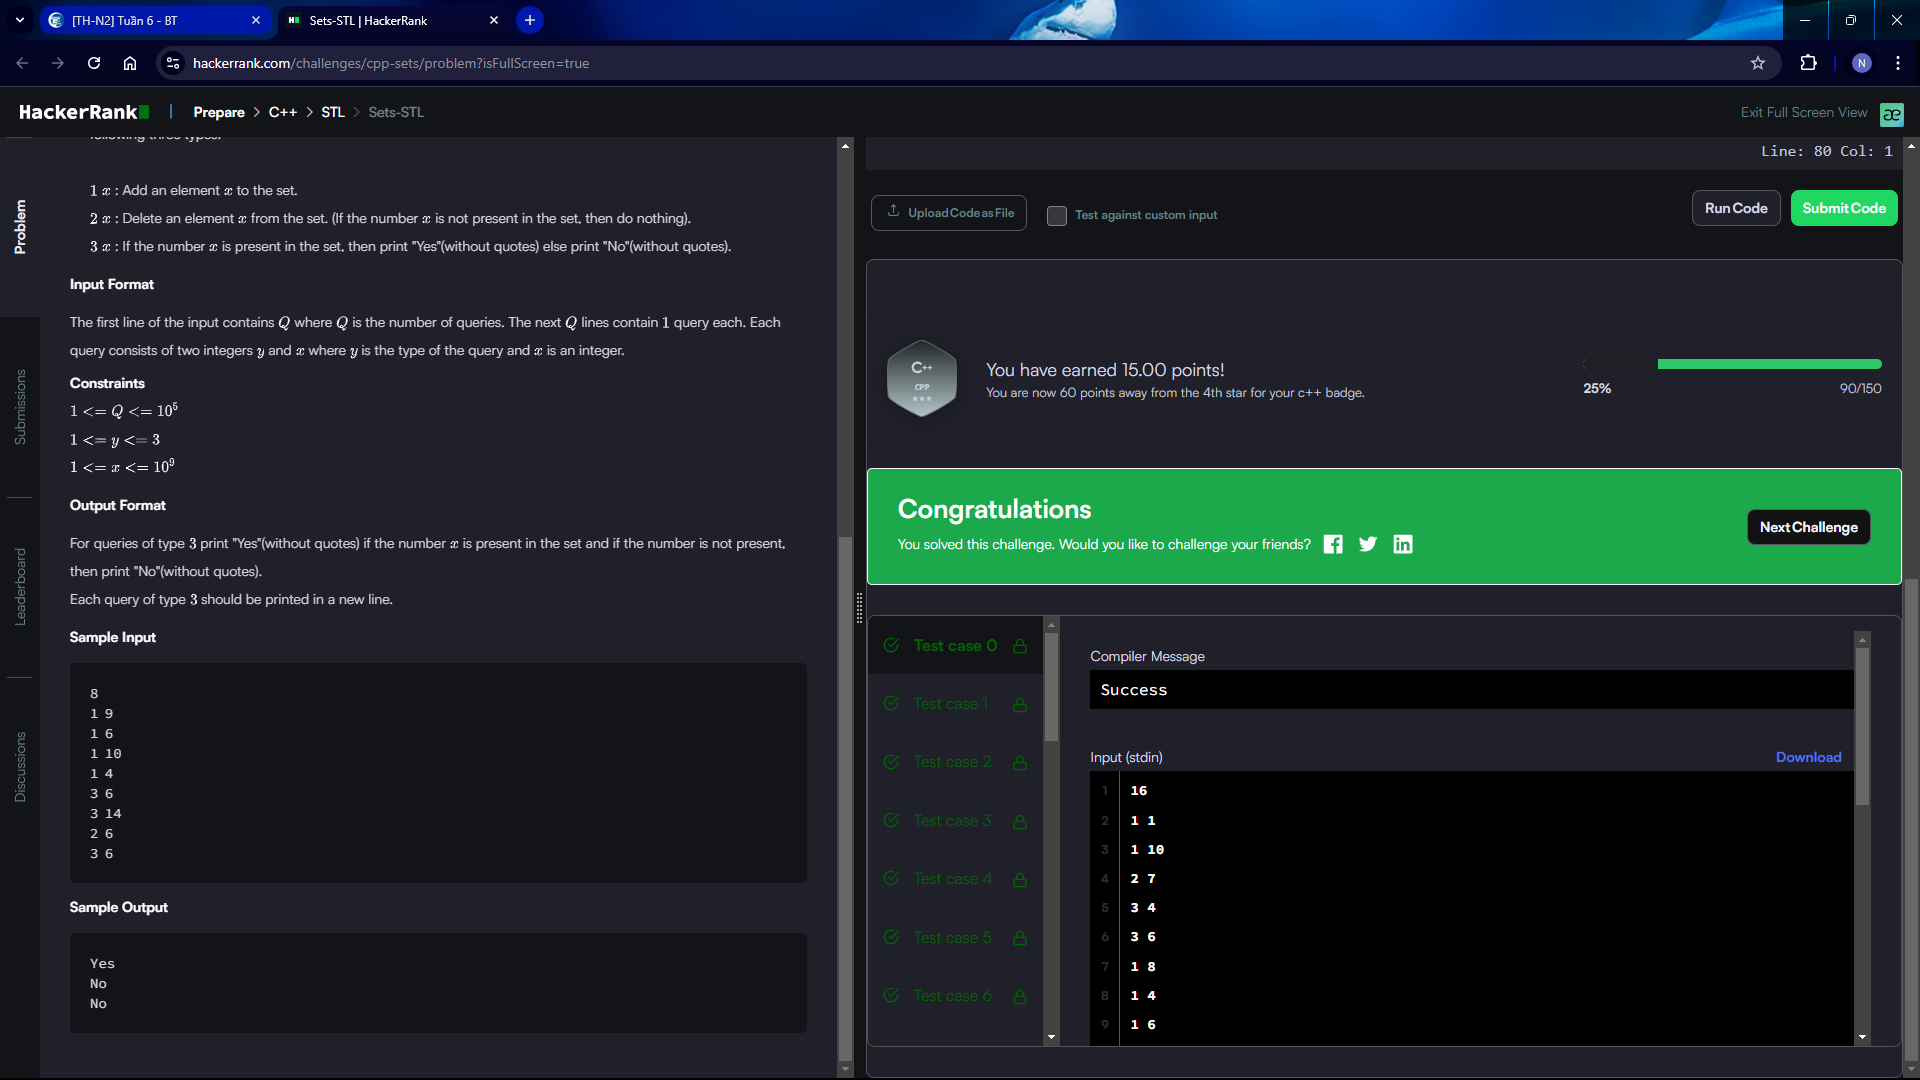 [TH-N2] Tuần 6 - BT
Sets-STL | HackerRank
hackerrank.com/challenges/cpp-sets/problem?isFullScreen=true
N
HackerRank
Prepare > C++ > STL > Sets-STL
Exit Full Screen View
æ
Problem
Submissions
Leaderboard
Discussions
following three types:
1 x : Add an element x to the set.
2 x : Delete an element x from the set. (If the number x is not present in the set, then do nothing).
3 x : If the number x is present in the set, then print "Yes"(without quotes) else print "No"(without quotes).
Input Format
The first line of the input contains Q where Q is the number of queries. The next Q lines contain 1 query each. Each
query consists of two integers y and x where y is the type of the query and x is an integer.
Constraints
1 <= Q <= 10^5
1 <= y <= 3
1 <= x <= 10^9
Output Format
For queries of type 3 print "Yes"(without quotes) if the number x is present in the set and if the number is not present,
then print "No"(without quotes).
Each query of type 3 should be printed in a new line.
Sample Input
8
1 9
1 6
1 10
1 4
3 6
3 14
2 6
3 6
Sample Output
Yes
No
No
Line: 80 Col: 1
Upload Code as File
Test against custom input
Run Code
Submit Code
C++
CPP
You have earned 15.00 points!
You are now 60 points away from the 4th star for your c++ badge.
25%
90/150
Congratulations
You solved this challenge. Would you like to challenge your friends?
Next Challenge
Test case 0
Test case 1
Test case 2
Test case 3
Test case 4
Test case 5
Test case 6
Compiler Message
Success
Input (stdin)
Download
1 16
2 1 1
3 1 10
4 2 7
5 3 4
6 3 6
7 1 8
8 1 4
9 1 6